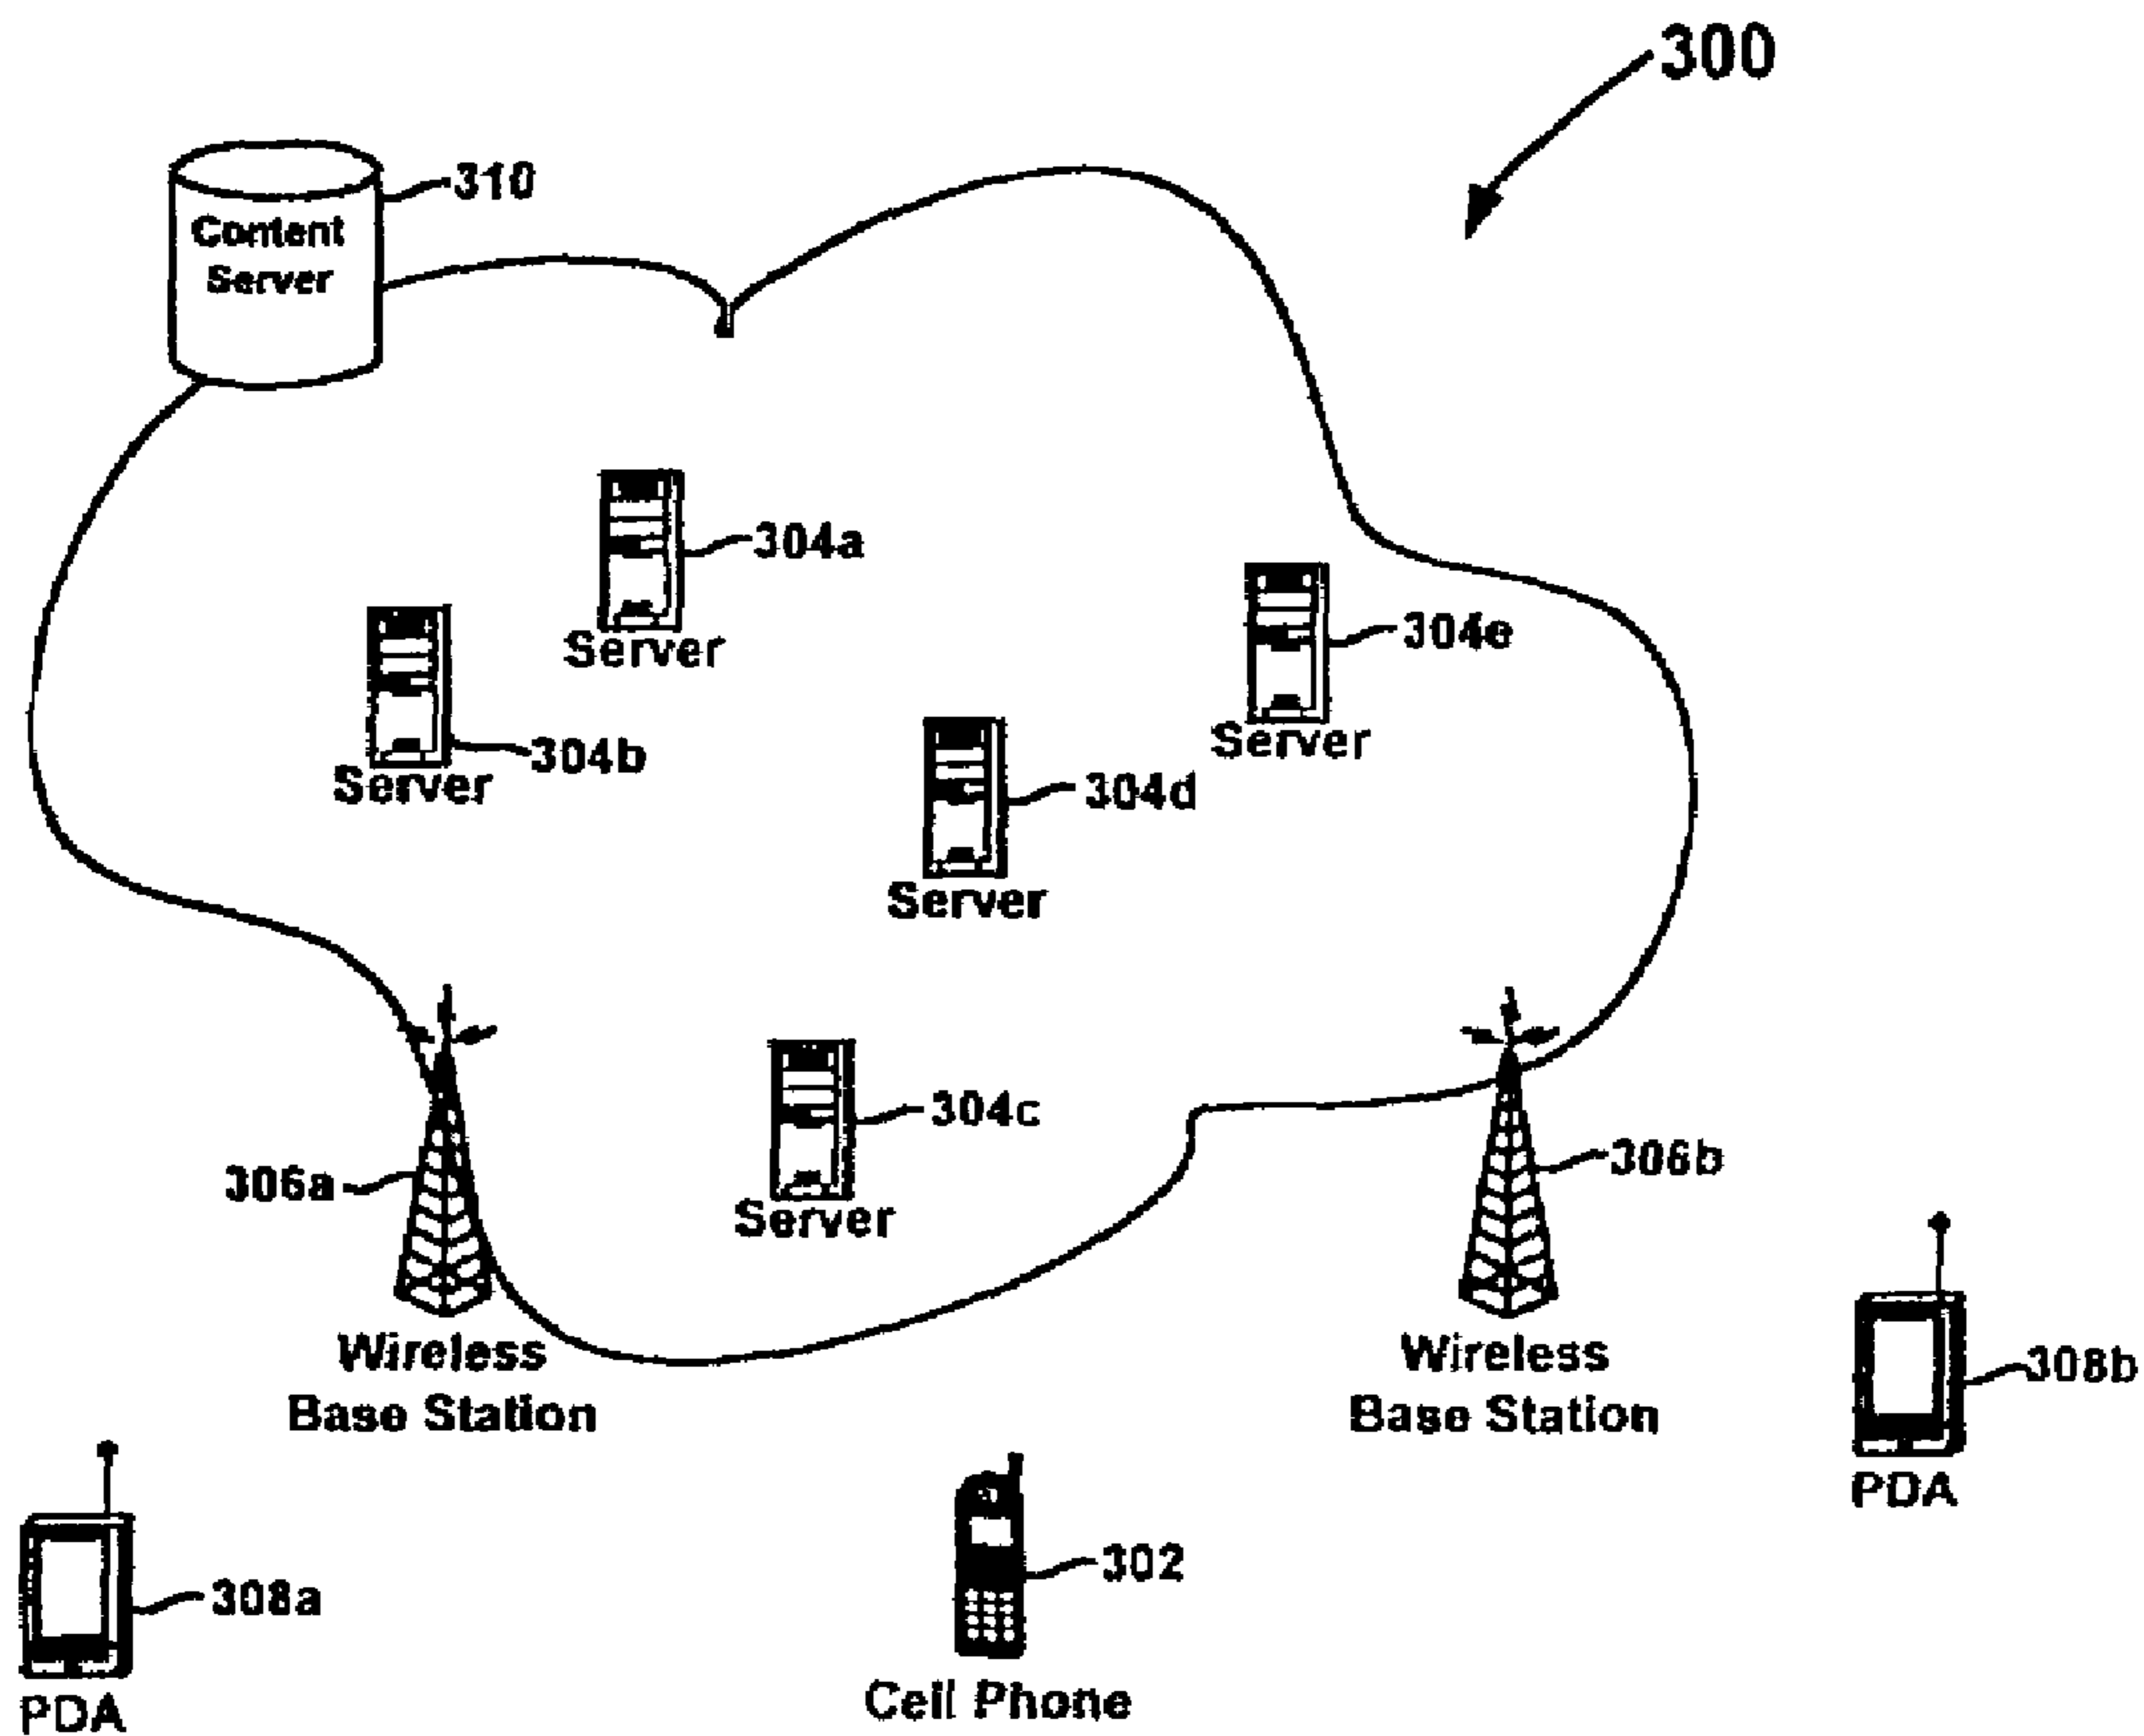 300
310
Content
Server
304a
Server
304e
Server
304b
Server
304d
Server
304c
Server
306a
306b
Wireless
Base Station
Wireless
Base Station
308b
PDA
308a
PDA
302
Cell Phone